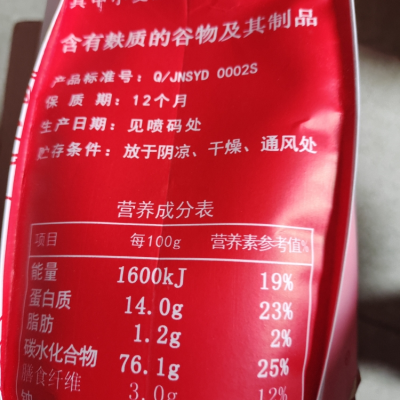 含有麸质的谷物及其制品
产品标准号：Q/JNSYD 0002S
保质期：12个月
生产日期：见喷码处
贮存条件：放于阴凉、干燥、通风处
营养成分表
项目 每100g 营养素参考值%
能量 1600kJ 19%
蛋白质 14.0g 23%
脂肪 1.2g 2%
碳水化合物 76.1g 25%
膳食纤维 3.0g 12%
钠